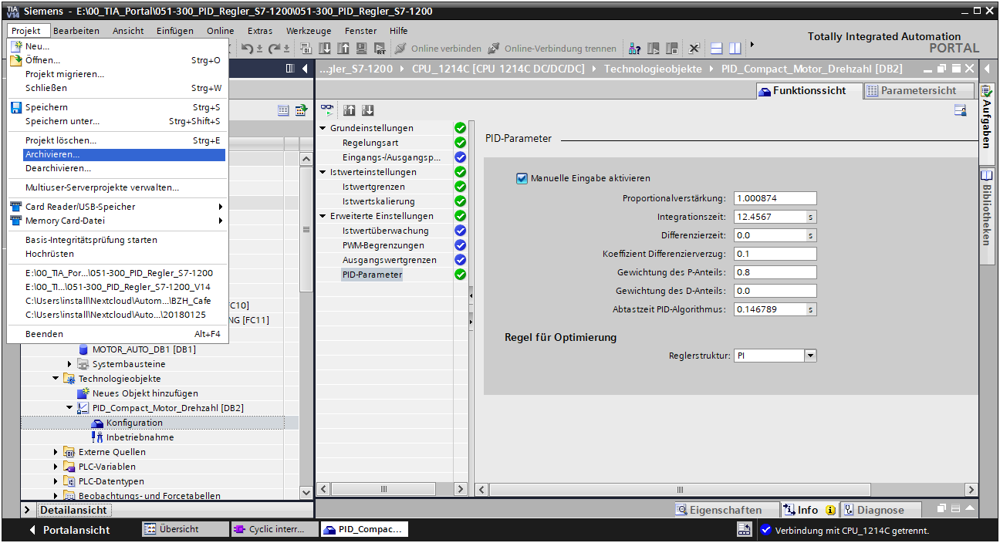 TIA V14 Siemens - E:\00_TIA_Portal\051-300_PID_Regler_S7-1200\051-300_PID_Regler_S7-1200
Projekt Bearbeiten Ansicht Einfügen Online Extras Werkzeuge Fenster Hilfe
Totally Integrated Automation
PORTAL
Online verbinden Online-Verbindung trennen
Neu...
Öffnen... Strg+O
Projekt migrieren...
Schließen Strg+W
Speichern Strg+S
Speichern unter... Strg+Shift+S
Projekt löschen... Strg+E
Archivieren...
Dearchivieren...
Multiuser-Serverprojekte verwalten...
Card Reader/USB-Speicher
Memory Card-Datei
Basis-Integritätsprüfung starten
Hochrüsten
E:\00_TIA_Por...\051-300_PID_Regler_S7-1200
E:\00_TI...\051-300_PID_Regler_S7-1200_V14
C:\Users\install\Nextcloud\Autom...\BZH_Cafe
C:\Users\install\Nextcloud\Auto...\20180125
Beenden Alt+F4
FC10]
NG [FC11]
MOTOR_AUTO_DB1 [DB1]
Systembausteine
Technologieobjekte
Neues Objekt hinzufügen
PID_Compact_Motor_Drehzahl [DB2]
Konfiguration
Inbetriebnahme
Externe Quellen
PLC-Variablen
PLC-Datentypen
Beobachtungs- und Forcetabellen
Detailansicht
...gler_S7-1200 CPU_1214C [CPU 1214C DC/DC/DC] Technologieobjekte PID_Compact_Motor_Drehzahl [DB2]
Funktionssicht Parametersicht
Grundeinstellungen
Regelungsart
Eingangs-/Ausgangsp...
Istwerteinstellungen
Istwertgrenzen
Istwertskalierung
Erweiterte Einstellungen
Istwertüberwachung
PWM-Begrenzungen
Ausgangswertgrenzen
PID-Parameter
PID-Parameter
Manuelle Eingabe aktivieren
Proportionalverstärkung: 1.000874
Integrationszeit: 12.4567 s
Differenzierzeit: 0.0 s
Koeffizient Differenzierverzug: 0.1
Gewichtung des P-Anteils: 0.8
Gewichtung des D-Anteils: 0.0
Abtastzeit PID-Algorithmus: 0.146789 s
Regel für Optimierung
Reglerstruktur: PI
Aufgaben
Bibliotheken
Eigenschaften Info Diagnose
Portalansicht Übersicht Cyclic interr... PID_Compac... Verbindung mit CPU_1214C getrennt.